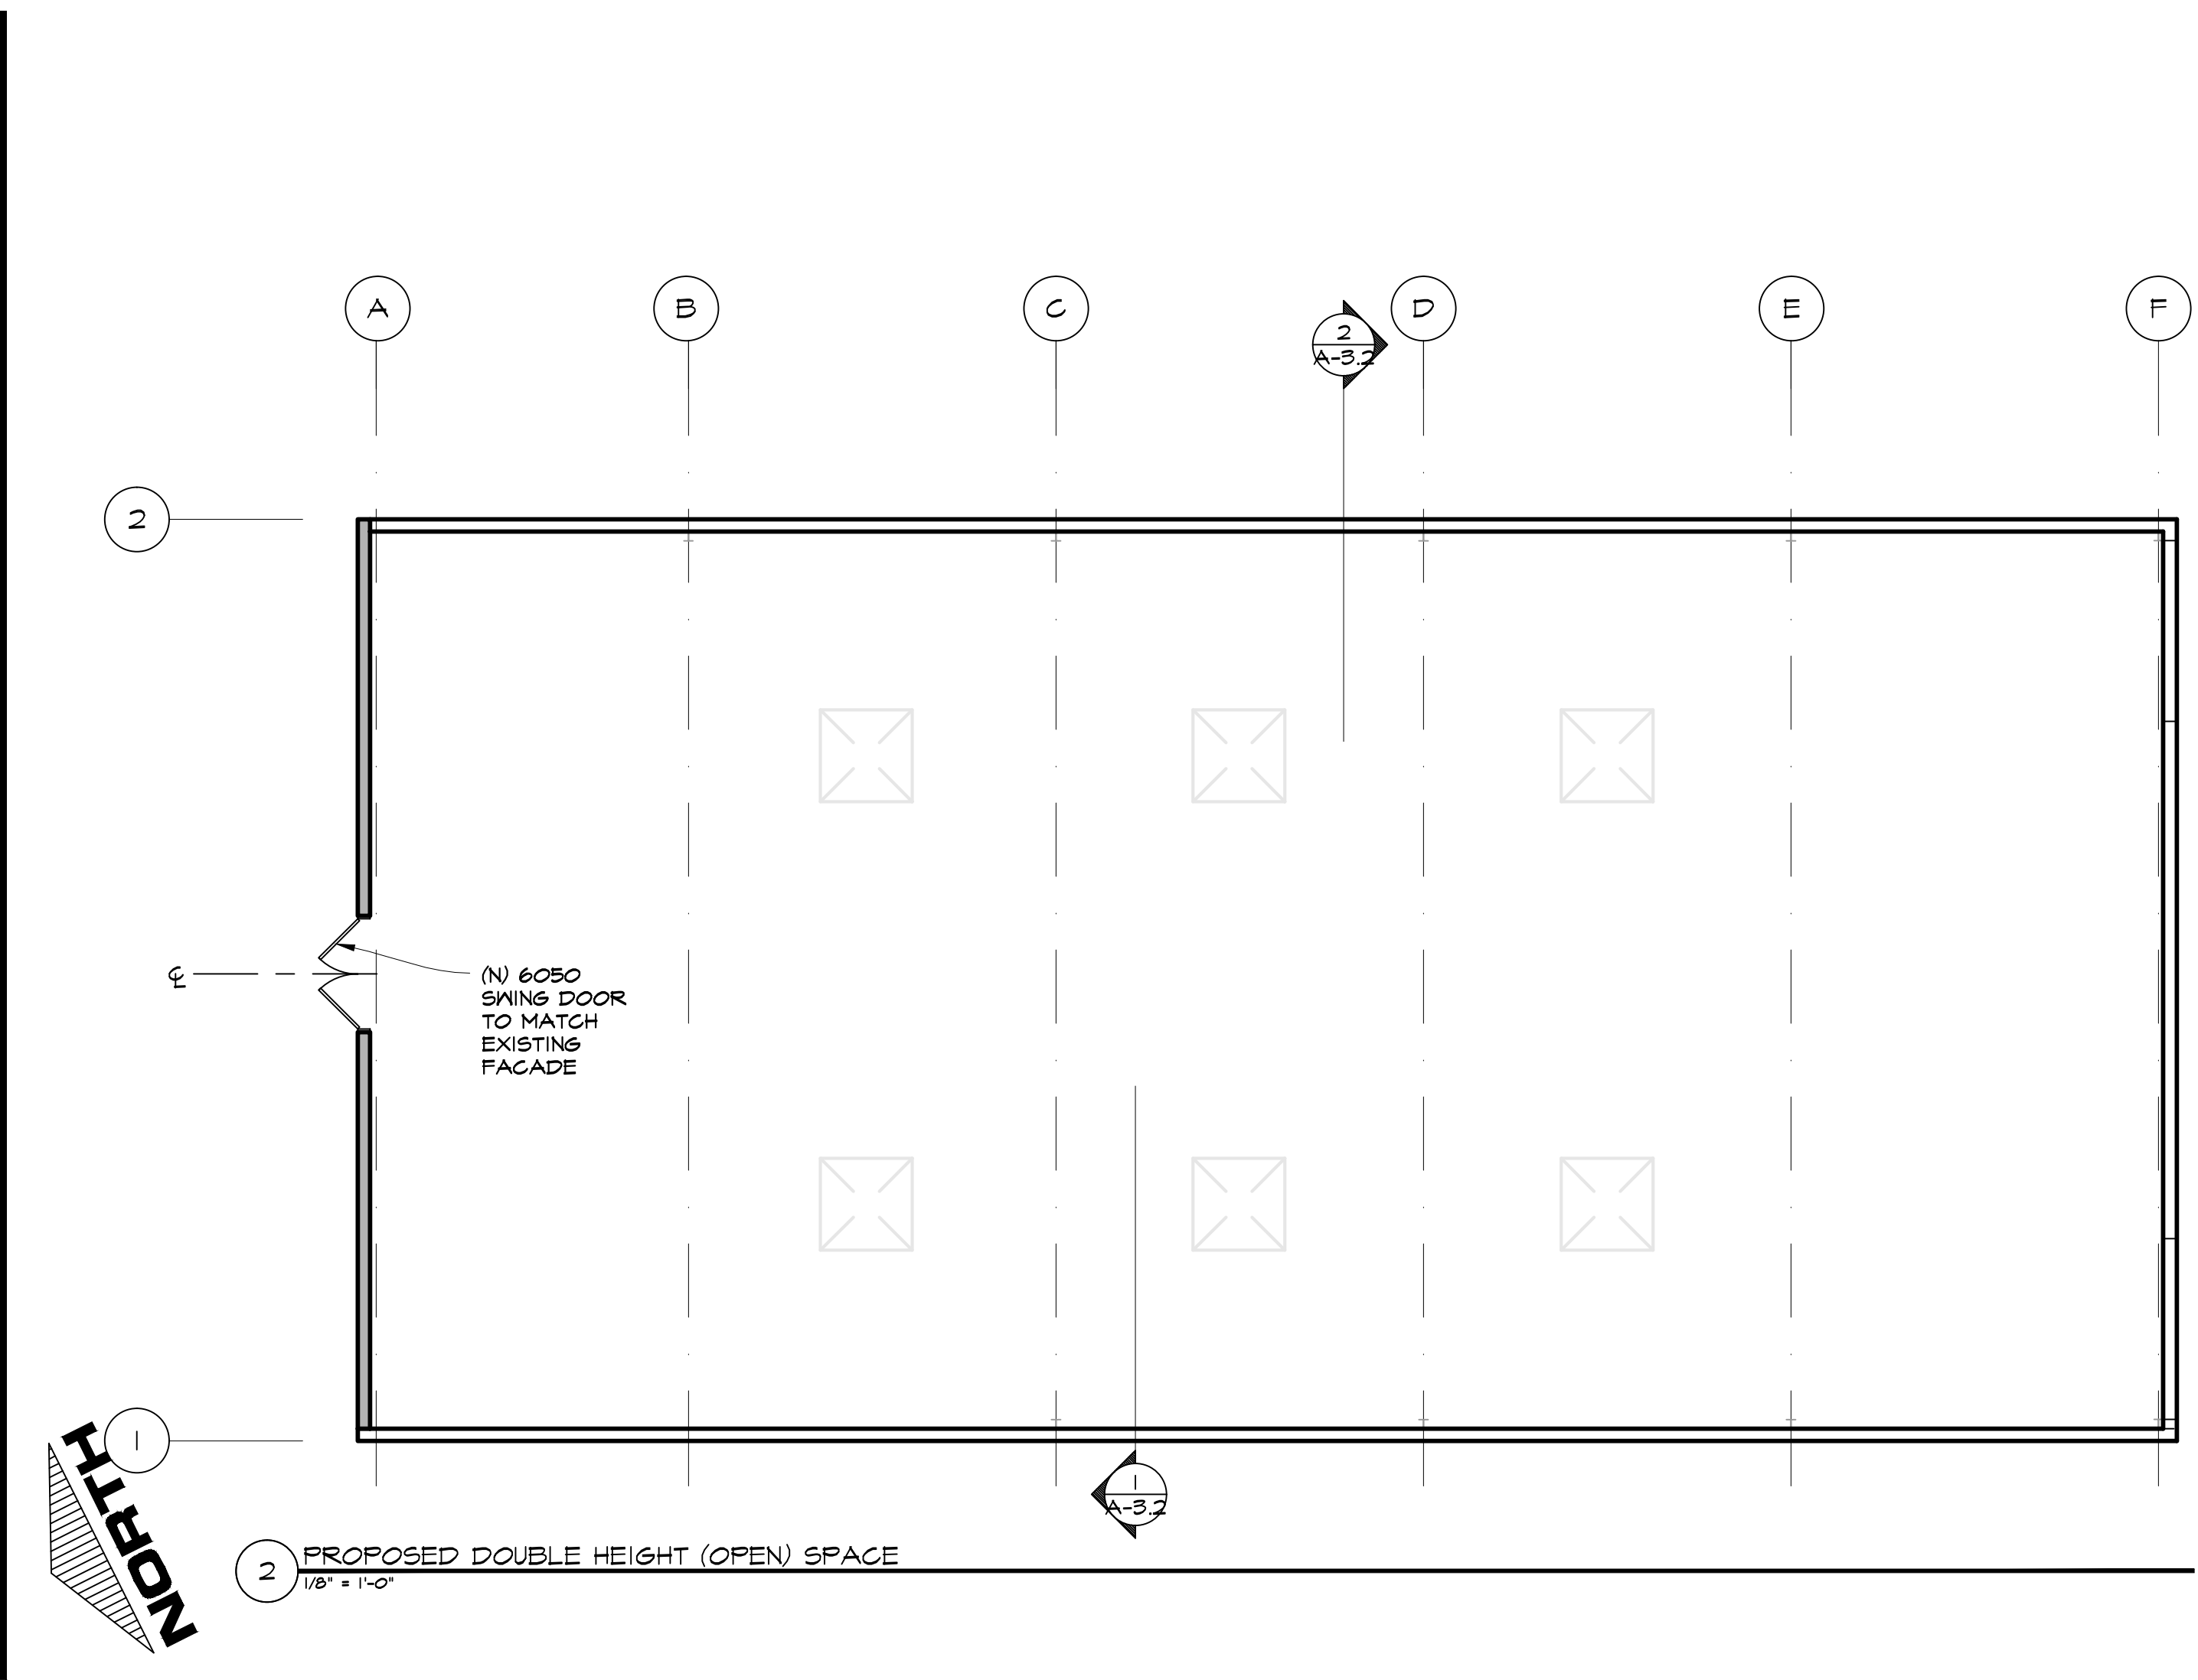 A B C D E F
2
A-3.2
2
℄
(N) 6050
SWING DOOR
TO MATCH
EXISTING
FACADE
1
1
A-3.2
NORTH
2 PROPOSED DOUBLE HEIGHT (OPEN) SPACE
1/8" = 1'-0"